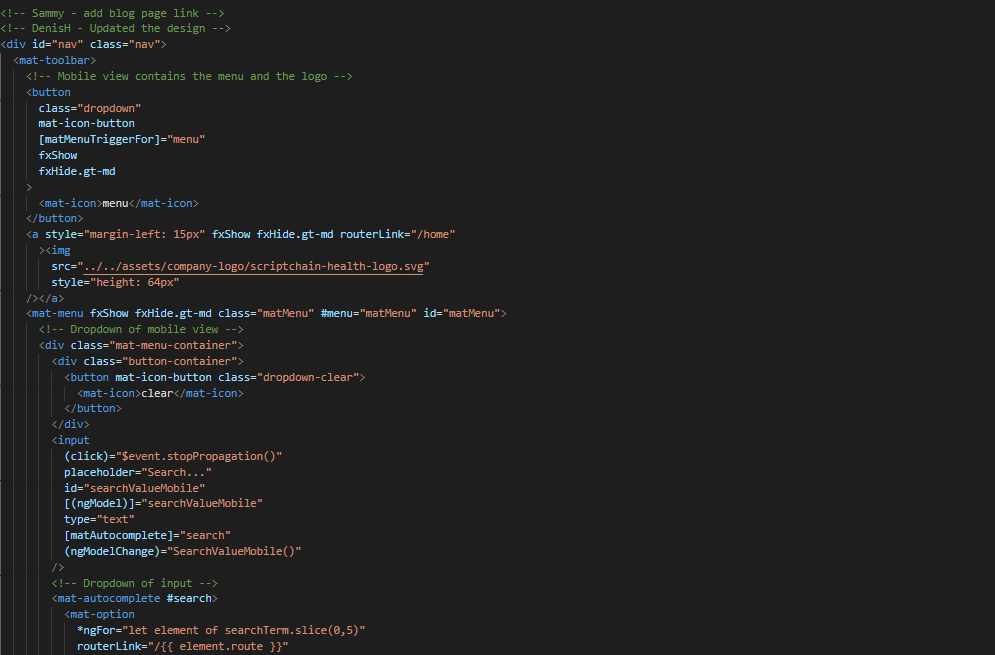 <!-- Sammy - add blog page link -->
<!-- DenisH - Updated the design -->
<div id="nav" class="nav">
<mat-toolbar>
<!-- Mobile view contains the menu and the logo -->
<button
class="dropdown"
mat-icon-button
[matMenuTriggerFor]="menu"
fxShow
fxHide.gt-md
>
<mat-icon>menu</mat-icon>
</button>
<a style="margin-left: 15px" fxShow fxHide.gt-md routerLink="/home"
><img
src="../../assets/company-logo/scriptchain-health-logo.svg"
style="height: 64px"
/></a>
<mat-menu fxShow fxHide.gt-md class="matMenu" #menu="matMenu" id="matMenu">
<!-- Dropdown of mobile view -->
<div class="mat-menu-container">
<div class="button-container">
<button mat-icon-button class="dropdown-clear">
<mat-icon>clear</mat-icon>
</button>
</div>
<input
(click)="$event.stopPropagation()"
placeholder="Search..."
id="searchValueMobile"
[(ngModel)]="searchValueMobile"
type="text"
[matAutocomplete]="search"
(ngModelChange)="SearchValueMobile()"
/>
<!-- Dropdown of input -->
<mat-autocomplete #search>
<mat-option
*ngFor="let element of searchTerm.slice(0,5)"
routerLink="/{{ element.route }}"